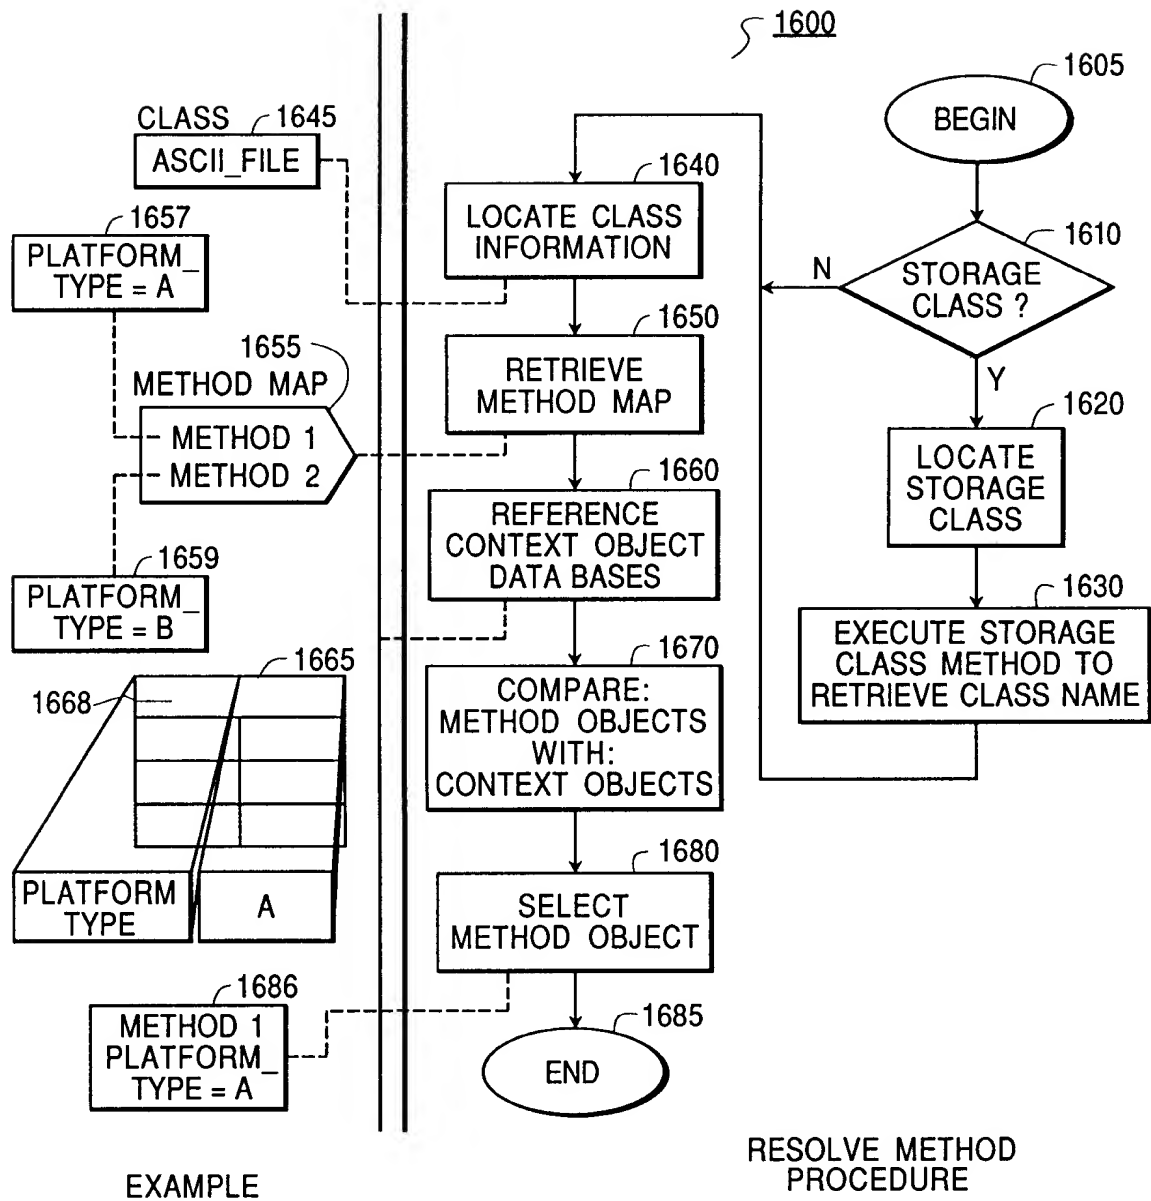 1600
1605
BEGIN
CLASS
1645
ASCII_FILE
1640
LOCATE CLASS
INFORMATION
1657
PLATFORM_
TYPE = A
1610
STORAGE
CLASS ?
N
Y
1650
RETRIEVE
METHOD MAP
1655
METHOD MAP
METHOD 1
METHOD 2
1620
LOCATE
STORAGE
CLASS
1660
REFERENCE
CONTEXT OBJECT
DATA BASES
1659
PLATFORM_
TYPE = B
1630
EXECUTE STORAGE
CLASS METHOD TO
RETRIEVE CLASS NAME
1665
1668
PLATFORM
TYPE
A
1670
COMPARE:
METHOD OBJECTS
WITH:
CONTEXT OBJECTS
1680
SELECT
METHOD OBJECT
1686
METHOD 1
PLATFORM_
TYPE = A
1685
END
EXAMPLE
RESOLVE METHOD
PROCEDURE